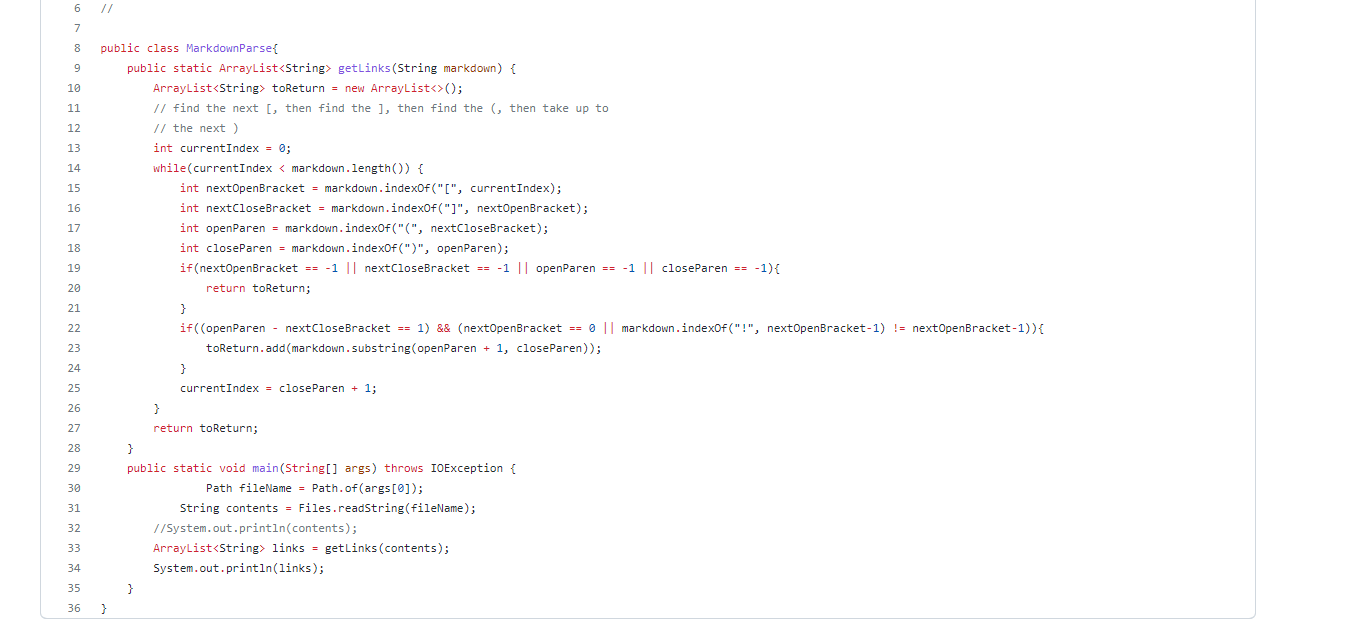 6 //
7
8 public class MarkdownParse{
9     public static ArrayList<String> getLinks(String markdown) {
10         ArrayList<String> toReturn = new ArrayList<>();
11         // find the next [, then find the ], then find the (, then take up to
12         // the next )
13         int currentIndex = 0;
14         while(currentIndex < markdown.length()) {
15             int nextOpenBracket = markdown.indexOf("[", currentIndex);
16             int nextCloseBracket = markdown.indexOf("]", nextOpenBracket);
17             int openParen = markdown.indexOf("(", nextCloseBracket);
18             int closeParen = markdown.indexOf(")", openParen);
19             if(nextOpenBracket == -1 || nextCloseBracket == -1 || openParen == -1 || closeParen == -1){
20                 return toReturn;
21             }
22             if((openParen - nextCloseBracket == 1) && (nextOpenBracket == 0 || markdown.indexOf("!", nextOpenBracket-1) != nextOpenBracket-1)){
23                 toReturn.add(markdown.substring(openParen + 1, closeParen));
24             }
25             currentIndex = closeParen + 1;
26         }
27         return toReturn;
28     }
29     public static void main(String[] args) throws IOException {
30                 Path fileName = Path.of(args[0]);
31             String contents = Files.readString(fileName);
32         //System.out.println(contents);
33         ArrayList<String> links = getLinks(contents);
34         System.out.println(links);
35     }
36 }